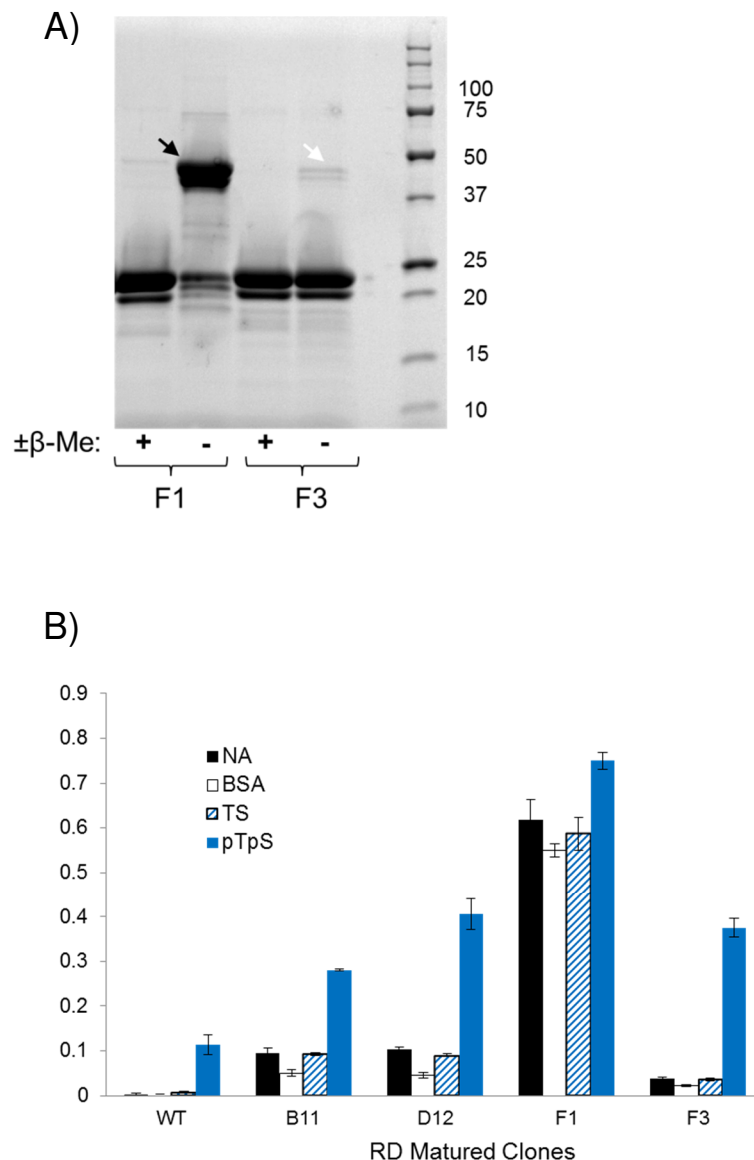 A)
100
75
50
37
25
20
15
10
±β-Me: + - + -
F1 F3
B)
0.9
0.8
0.7
0.6
0.5
0.4
0.3
0.2
0.1
0
NA
BSA
TS
pTpS
WT B11 D12 F1 F3
RD Matured Clones